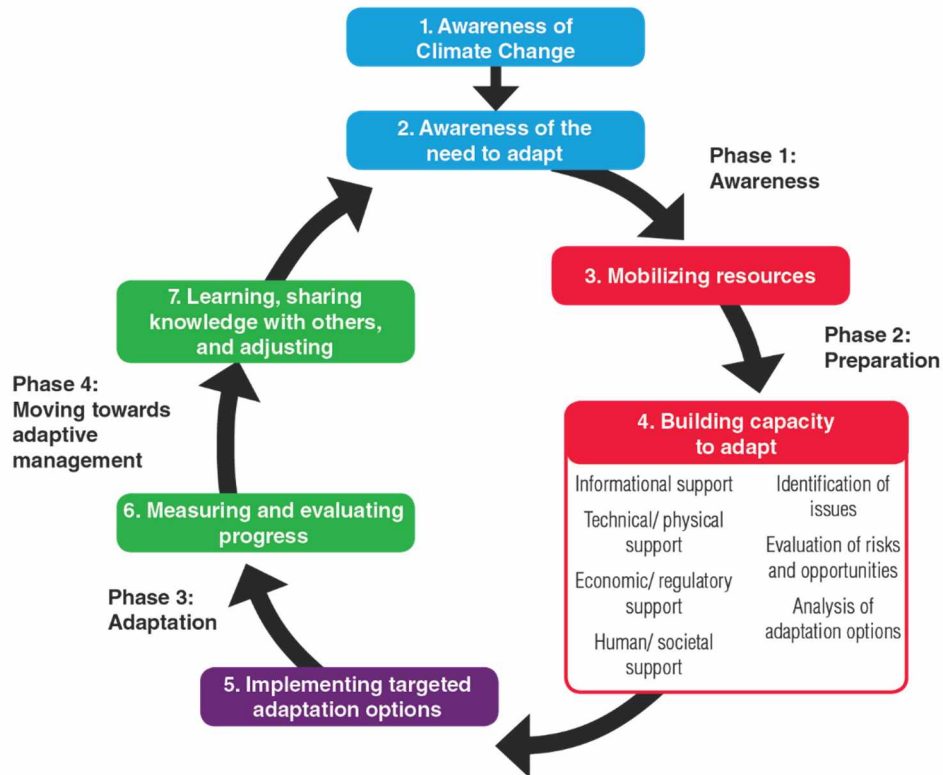 1. Awareness of
Climate Change
2. Awareness of the
need to adapt
Phase 1:
Awareness
3. Mobilizing resources
Phase 2:
Preparation
4. Building capacity
to adapt
Informational support
Technical/ physical
support
Economic/ regulatory
support
Human/ societal
support
Identification of
issues
Evaluation of risks
and opportunities
Analysis of
adaptation options
5. Implementing targeted
adaptation options
Phase 3:
Adaptation
6. Measuring and evaluating
progress
Phase 4:
Moving towards
adaptive
management
7. Learning, sharing
knowledge with others,
and adjusting